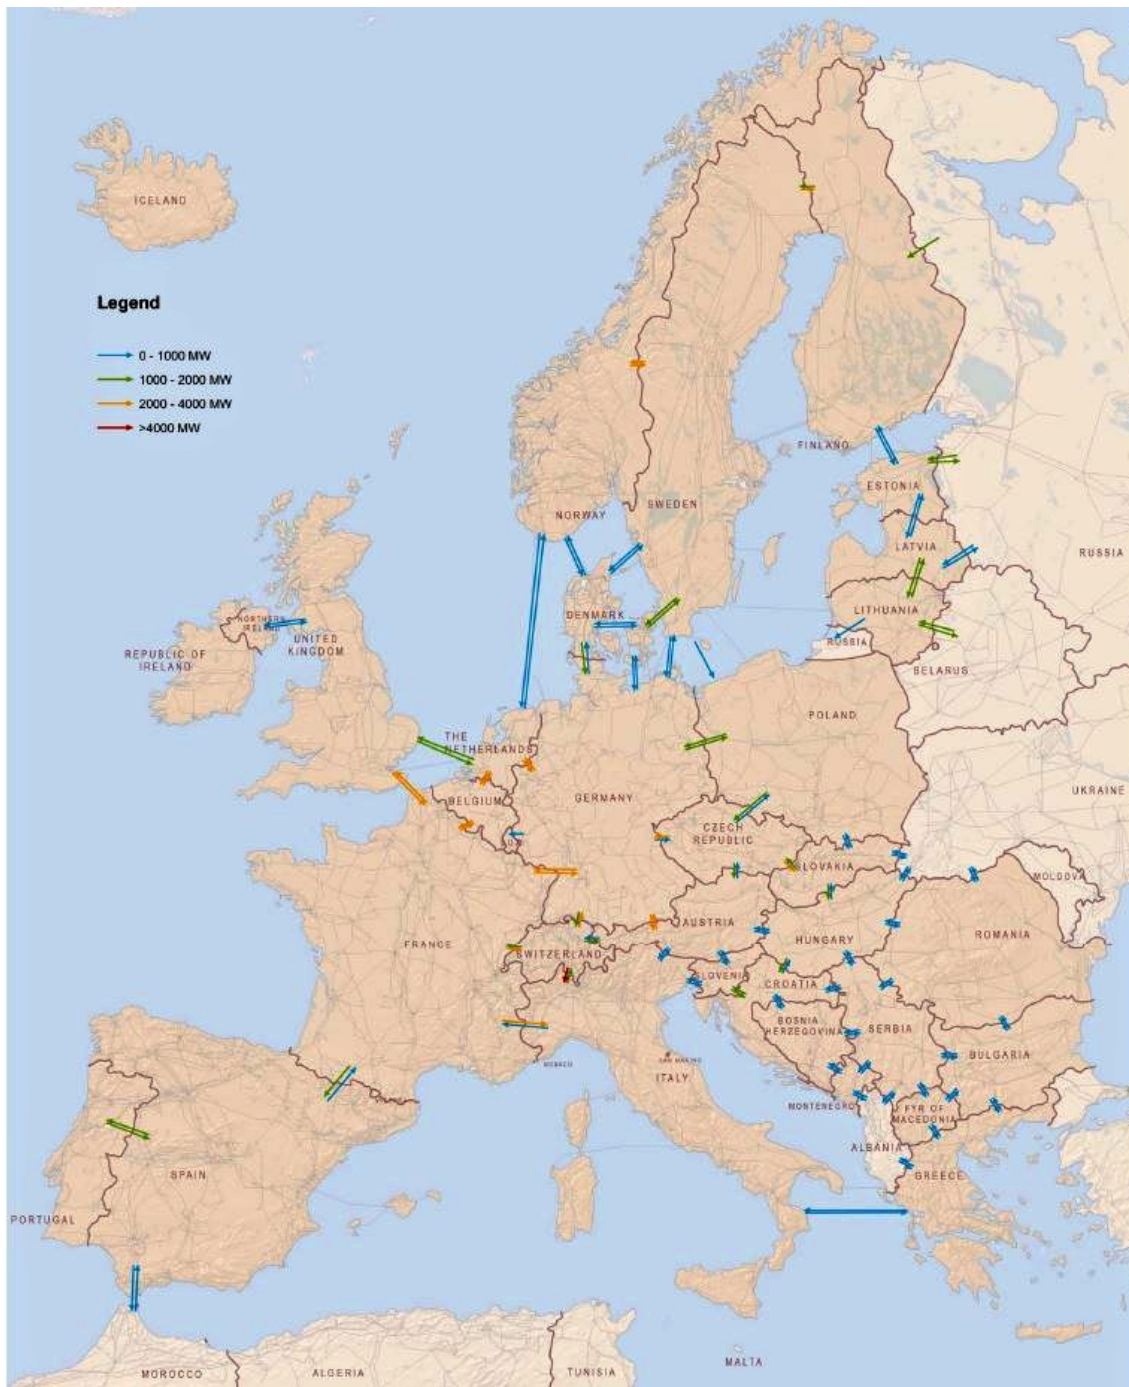 ICELAND
Legend
0 - 1000 MW
1000 - 2000 MW
2000 - 4000 MW
>4000 MW
FINLAND
ESTONIA
NORWAY
SWEDEN
LATVIA
RUSSIA
DENMARK
LITHUANIA
NORTHERN
IRELAND
UNITED
KINGDOM
REPUBLIC OF
IRELAND
RUSSIA
BELARUS
POLAND
THE
NETHERLANDS
UKRAINE
BELGIUM
GERMANY
CZECH
REPUBLIC
SLOVAKIA
MOLDOVA
AUSTRIA
FRANCE
SWITZERLAND
HUNGARY
ROMANIA
SLOVENIA
CROATIA
BOSNIA
HERZEGOVINA
SERBIA
BULGARIA
SAN MARINO
MONACO
ITALY
MONTENEGRO
FYR OF
MACEDONIA
ALBANIA
GREECE
SPAIN
PORTUGAL
MALTA
MOROCCO
ALGERIA
TUNISIA